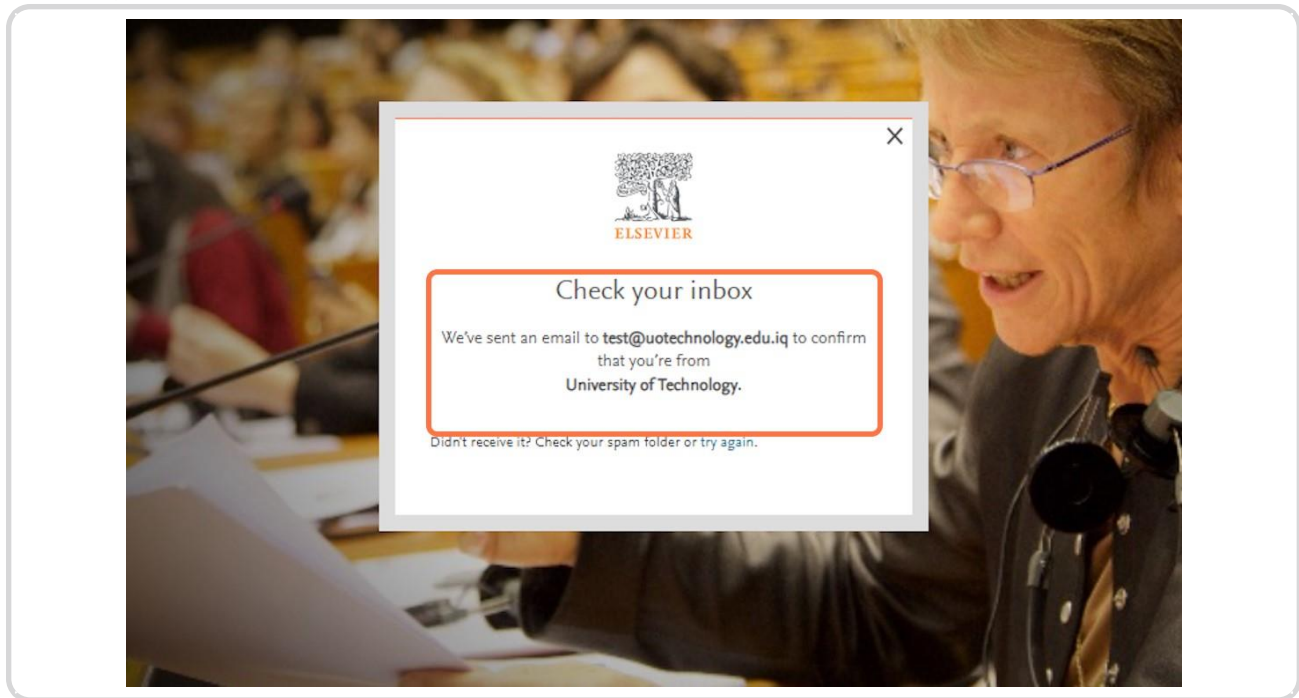 ELSEVIER
Check your inbox
We've sent an email to test@uotechnology.edu.iq to confirm
that you're from
University of Technology.
Didn't receive it? Check your spam folder or try again.